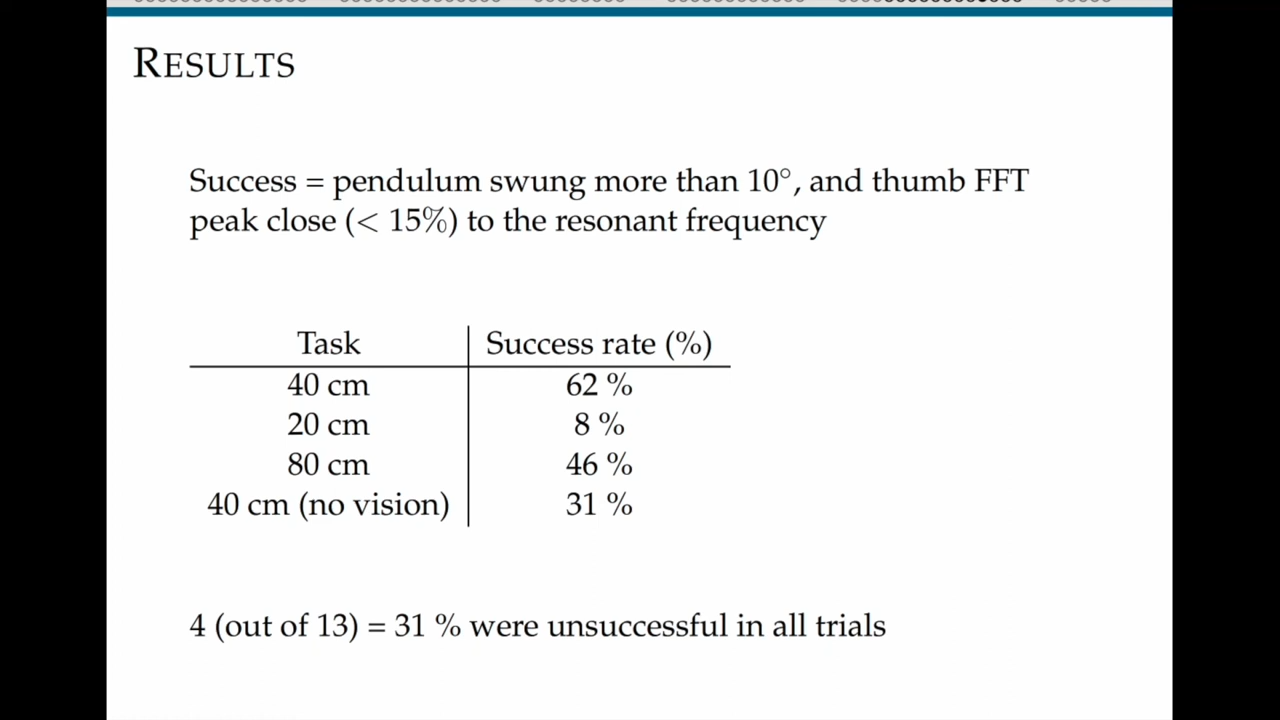 RESULTS
Success = pendulum swung more than 10°, and thumb FFT
peak close (< 15%) to the resonant frequency
Task Success rate (%)
40 cm 62 %
20 cm 8 %
80 cm 46 %
40 cm (no vision) 31 %
4 (out of 13) = 31 % were unsuccessful in all trials